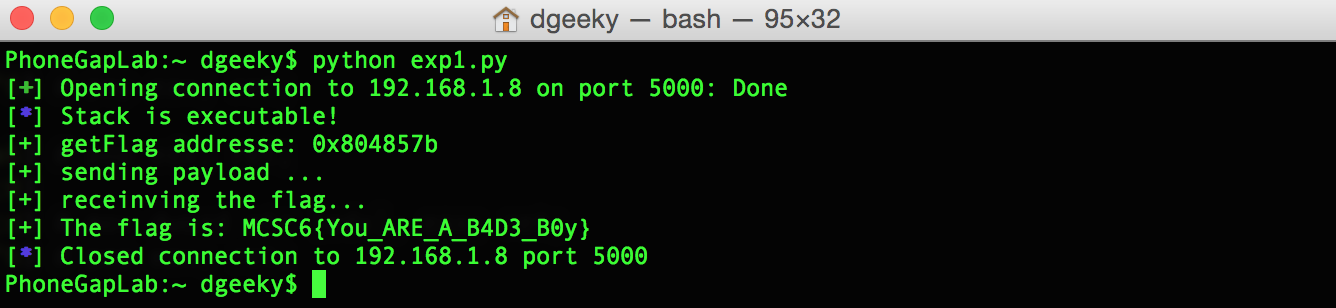 dgeeky — bash — 95×32
PhoneGapLab:~ dgeeky$ python exp1.py
[+] Opening connection to 192.168.1.8 on port 5000: Done
[*] Stack is executable!
[+] getFlag addresse: 0x804857b
[+] sending payload ...
[+] receinving the flag...
[+] The flag is: MCSC6{You_ARE_A_B4D3_B0y}
[*] Closed connection to 192.168.1.8 port 5000
PhoneGapLab:~ dgeeky$